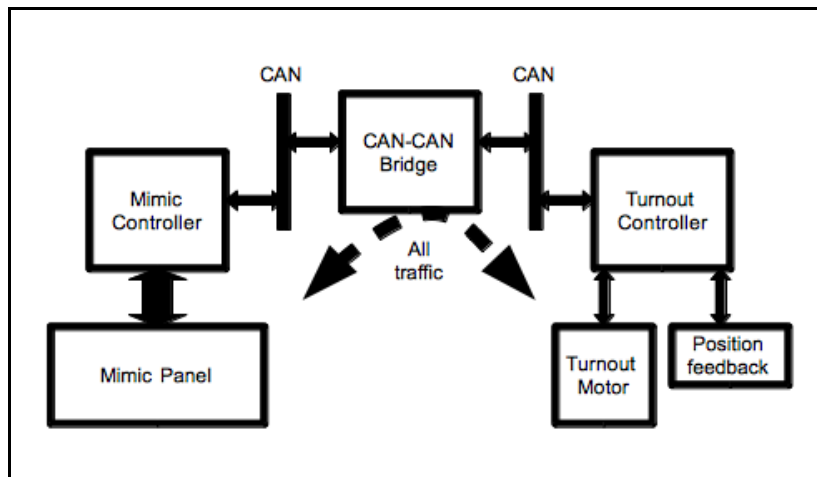 CAN
CAN
CAN-CAN
Bridge
Mimic
Controller
Turnout
Controller
All
traffic
Mimic Panel
Turnout
Motor
Position
feedback